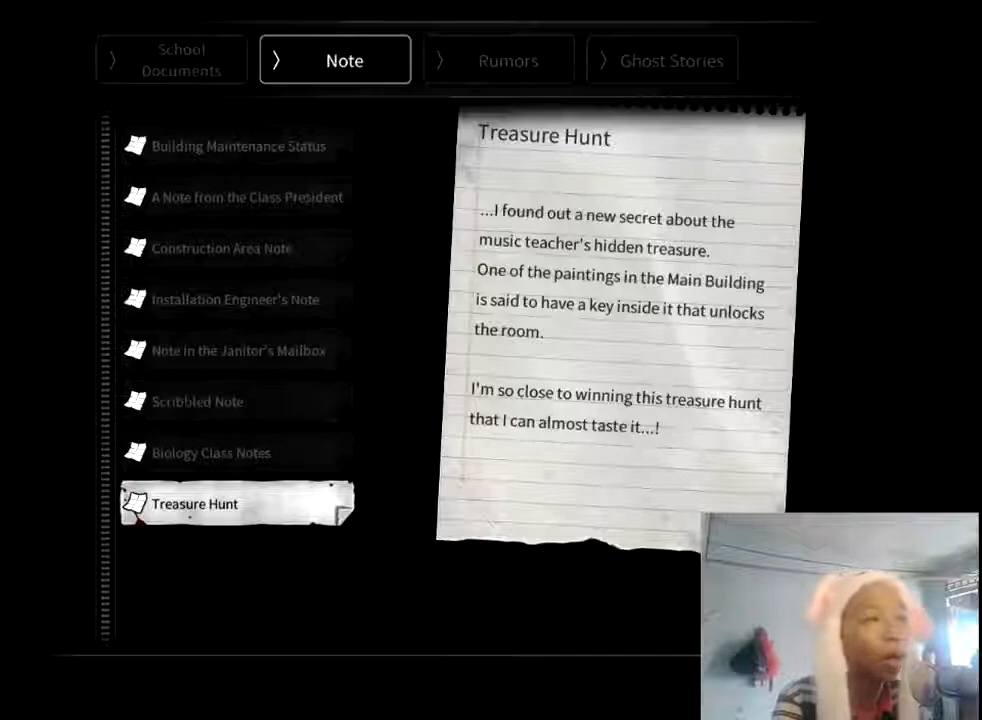 School
Documents
Note
Rumors
Ghost Stories
Building Maintenance Status
A Note from the Class President
Construction Area Note
Installation Engineer's Note
Note in the Janitor's Mailbox
Scribbled Note
Biology Class Notes
Treasure Hunt
Treasure Hunt
...I found out a new secret about the
music teacher's hidden treasure.
One of the paintings in the Main Building
is said to have a key inside it that unlocks
the room.
I'm so close to winning this treasure hunt
that I can almost taste it...!